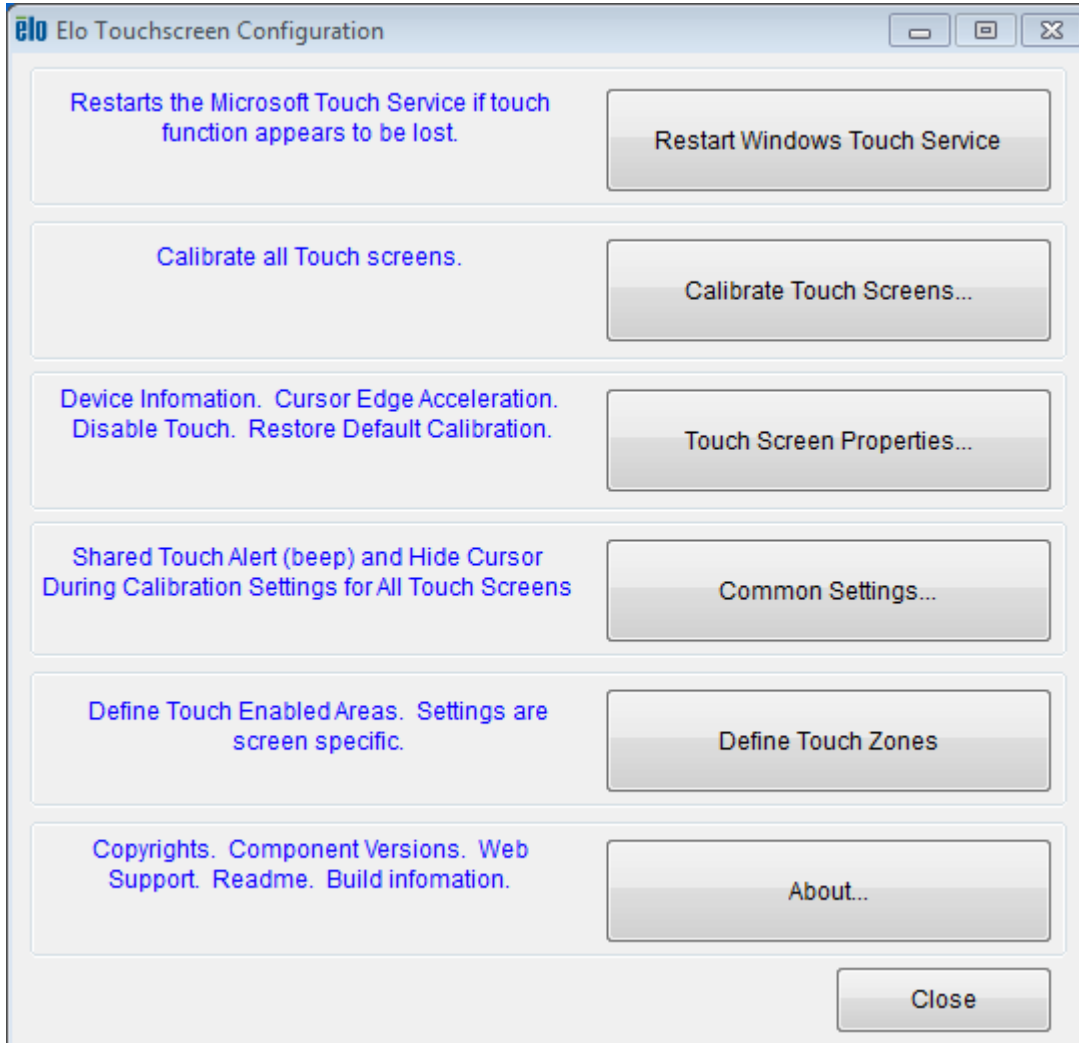 elo Elo Touchscreen Configuration
Restarts the Microsoft Touch Service if touch
function appears to be lost.
Restart Windows Touch Service
Calibrate all Touch screens.
Calibrate Touch Screens...
Device Infomation.  Cursor Edge Acceleration.
Disable Touch.  Restore Default Calibration.
Touch Screen Properties...
Shared Touch Alert (beep) and Hide Cursor
During Calibration Settings for All Touch Screens
Common Settings...
Define Touch Enabled Areas.  Settings are
screen specific.
Define Touch Zones
Copyrights.  Component Versions.  Web
Support.  Readme.  Build infomation.
About...
Close